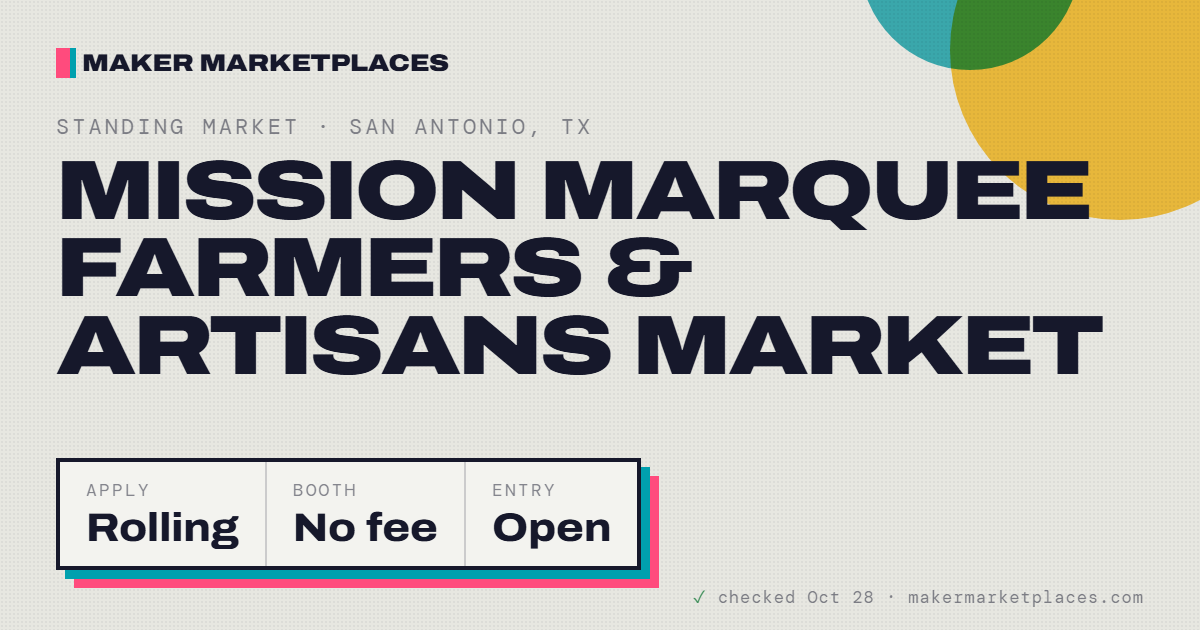 MAKER MARKETPLACES
STANDING MARKET · SAN ANTONIO, TX
MISSION MARQUEE
FARMERS &
ARTISANS MARKET
APPLY
Rolling
BOOTH
No fee
ENTRY
Open
✓ checked Oct 28 · makermarketplaces.com